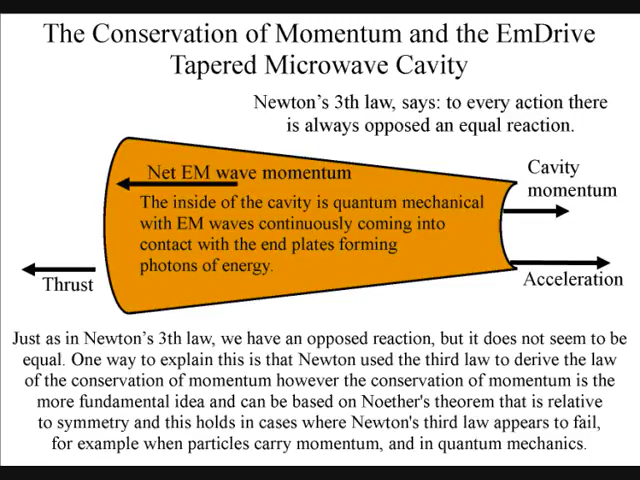 The Conservation of Momentum and the EmDrive
Tapered Microwave Cavity
Newton's 3th law, says: to every action there
is always opposed an equal reaction.
Net EM wave momentum
Cavity
momentum
The inside of the cavity is quantum mechanical
with EM waves continuously coming into
contact with the end plates forming
photons of energy.
Thrust
Acceleration
Just as in Newton's 3th law, we have an opposed reaction, but it does not seem to be
equal. One way to explain this is that Newton used the third law to derive the law
of the conservation of momentum however the conservation of momentum is the
more fundamental idea and can be based on Noether's theorem that is relative
to symmetry and this holds in cases where Newton's third law appears to fail,
for example when particles carry momentum, and in quantum mechanics.